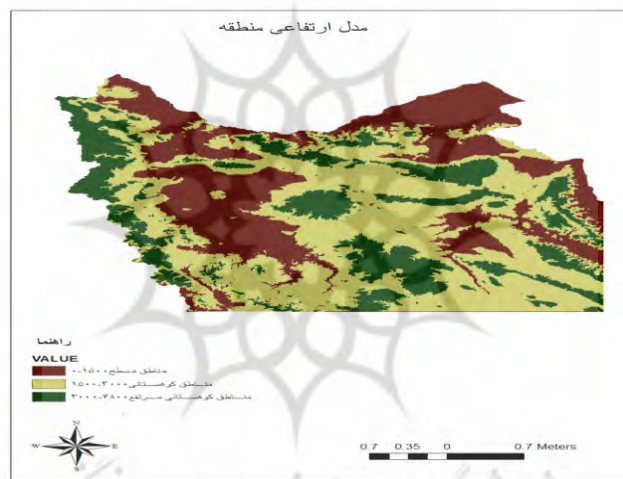 مدل ارتفاعی منطقه
راهنما
VALUE
مناطق مسطح ۰-۱۵۰۰
مناطق کوهستانی ۱۵۰۰-۳۰۰۰
مناطق کوهستانی مرتفع ۳۰۰۰-۴۸۰۰
N
W E
S
0.7 0.35 0 0.7 Meters